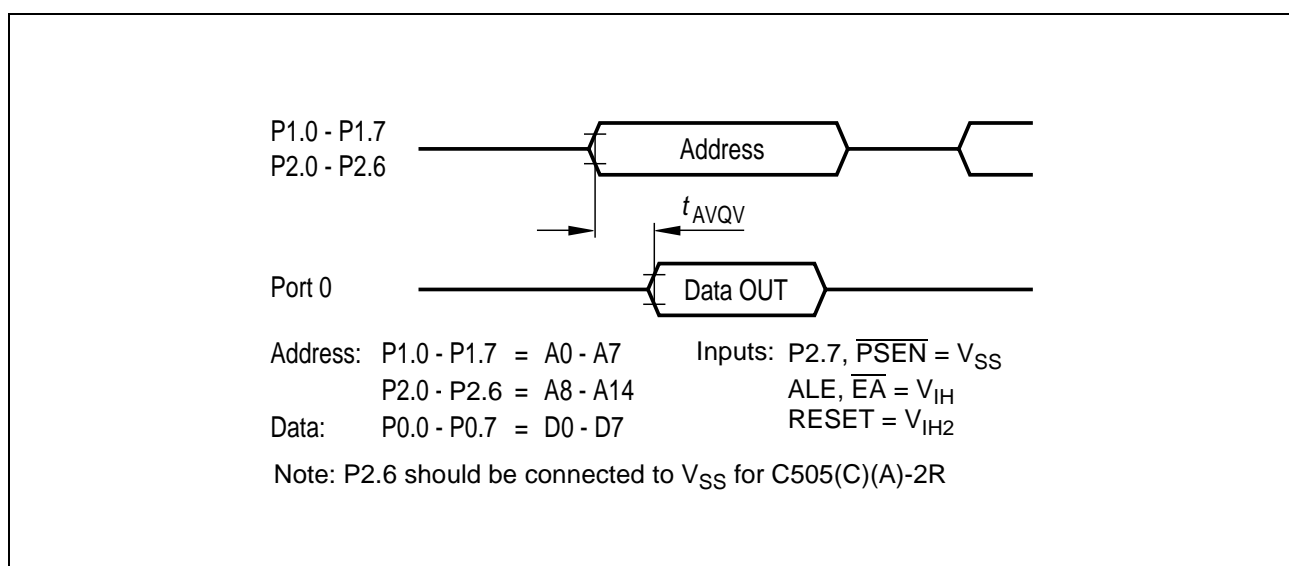 P1.0 - P1.7
P2.0 - P2.6
Address
tAVQV
Port 0
Data OUT
Address: P1.0 - P1.7 = A0 - A7
P2.0 - P2.6 = A8 - A14
Data: P0.0 - P0.7 = D0 - D7
Inputs: P2.7, PSEN = VSS
ALE, EA = VIH
RESET = VIH2
Note: P2.6 should be connected to VSS for C505(C)(A)-2R